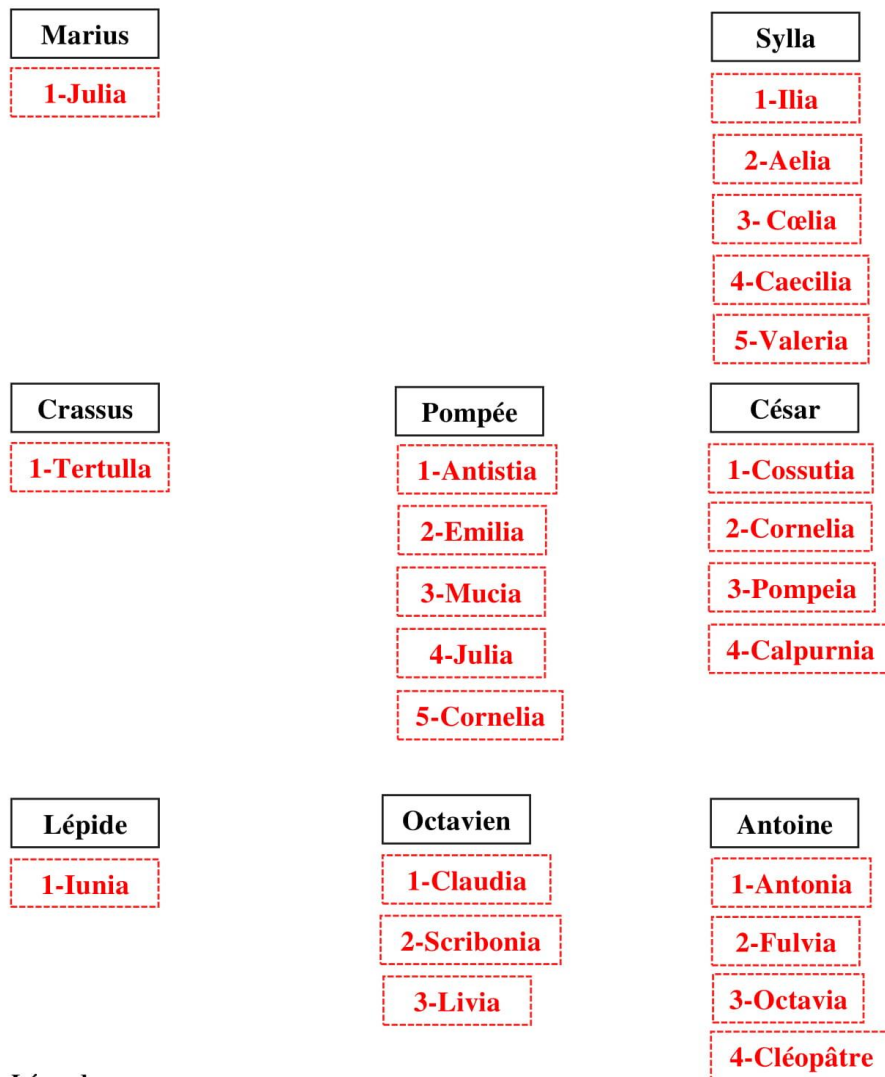 Marius
1-Julia
Sylla
1-Ilia
2-Aelia
3- Cœlia
4-Caecilia
5-Valeria
Crassus
1-Tertulla
Pompée
1-Antistia
2-Emilia
3-Mucia
4-Julia
5-Cornelia
César
1-Cossutia
2-Cornelia
3-Pompeia
4-Calpurnia
Lépide
1-Iunia
Octavien
1-Claudia
2-Scribonia
3-Livia
Antoine
1-Antonia
2-Fulvia
3-Octavia
4-Cléopâtre